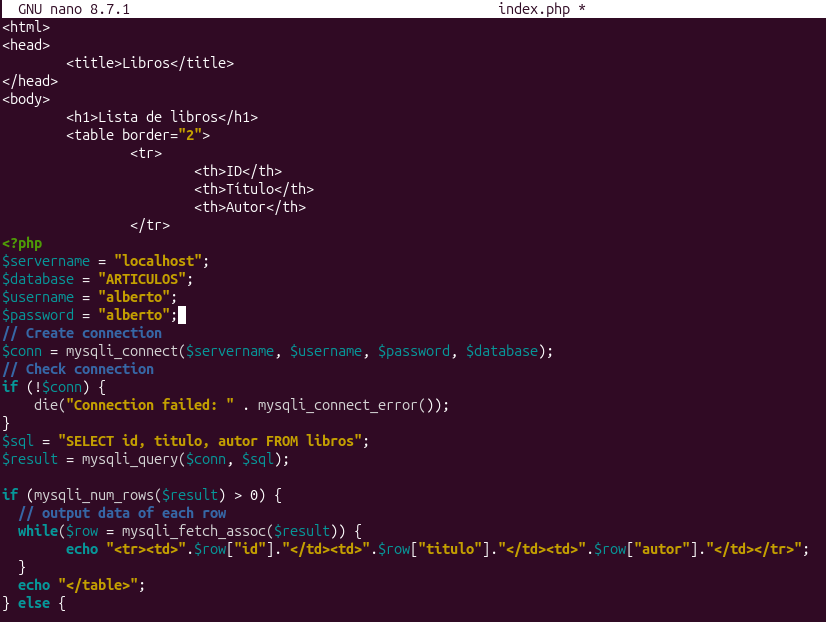 GNU nano 8.7.1 index.php *
<html>
<head>
        <title>Libros</title>
</head>
<body>
        <h1>Lista de libros</h1>
        <table border="2">
                <tr>
                        <th>ID</th>
                        <th>Titulo</th>
                        <th>Autor</th>
                </tr>
<?php
$servername = "localhost";
$database = "ARTICULOS";
$username = "alberto";
$password = "alberto";
// Create connection
$conn = mysqli_connect($servername, $username, $password, $database);
// Check connection
if (!$conn) {
    die("Connection failed: " . mysqli_connect_error());
}
$sql = "SELECT id, titulo, autor FROM libros";
$result = mysqli_query($conn, $sql);

if (mysqli_num_rows($result) > 0) {
  // output data of each row
  while($row = mysqli_fetch_assoc($result)) {
        echo "<tr><td>".$row["id"]."</td><td>".$row["titulo"]."</td><td>".$row["autor"]."</td></tr>";
  }
  echo "</table>";
} else {